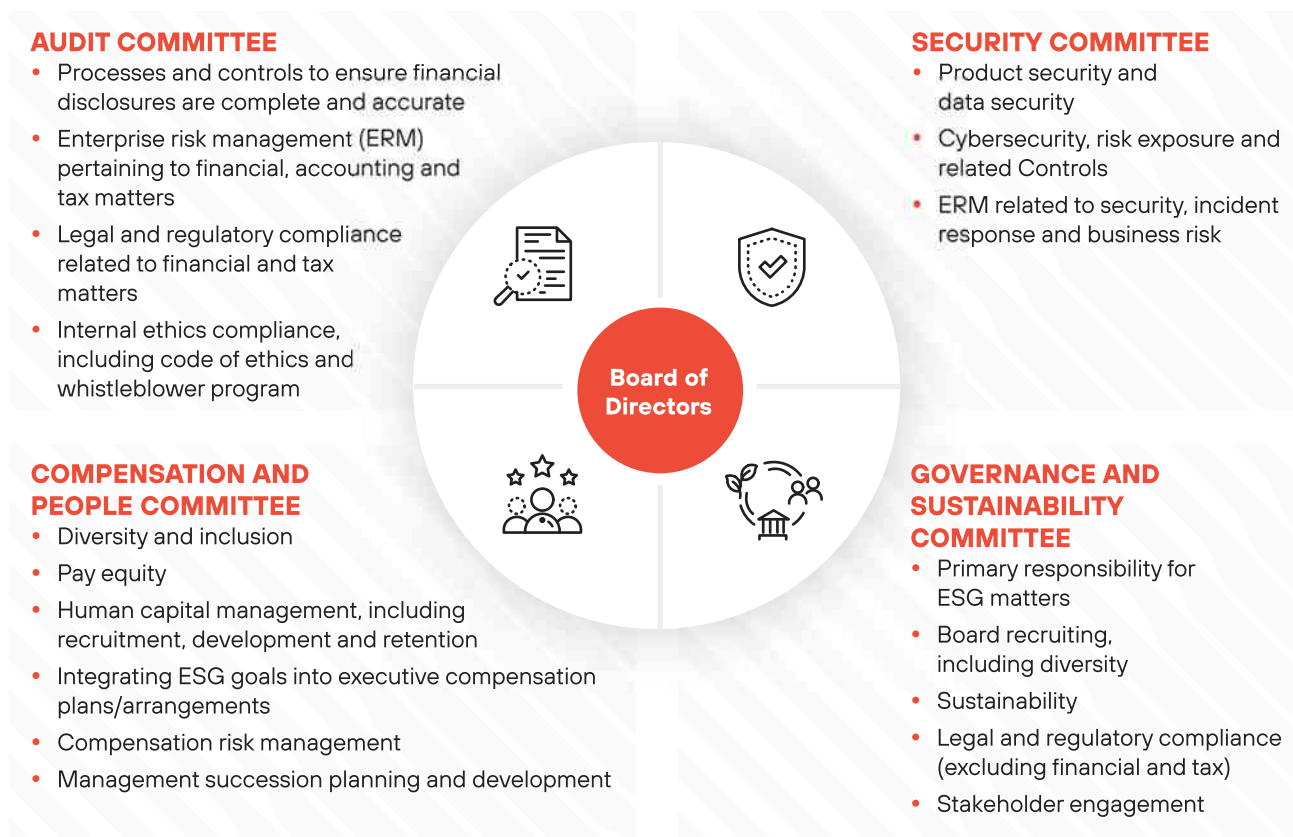 AUDIT COMMITTEE
• Processes and controls to ensure financial
disclosures are complete and accurate
• Enterprise risk management (ERM)
pertaining to financial, accounting and
tax matters
• Legal and regulatory compliance
related to financial and tax
matters
• Internal ethics compliance,
including code of ethics and
whistleblower program
SECURITY COMMITTEE
• Product security and
data security
• Cybersecurity, risk exposure and
related Controls
• ERM related to security, incident
response and business risk
Board of
Directors
COMPENSATION AND
PEOPLE COMMITTEE
• Diversity and inclusion
• Pay equity
• Human capital management, including
recruitment, development and retention
• Integrating ESG goals into executive compensation
plans/arrangements
• Compensation risk management
• Management succession planning and development
GOVERNANCE AND
SUSTAINABILITY
COMMITTEE
• Primary responsibility for
ESG matters
• Board recruiting,
including diversity
• Sustainability
• Legal and regulatory compliance
(excluding financial and tax)
• Stakeholder engagement